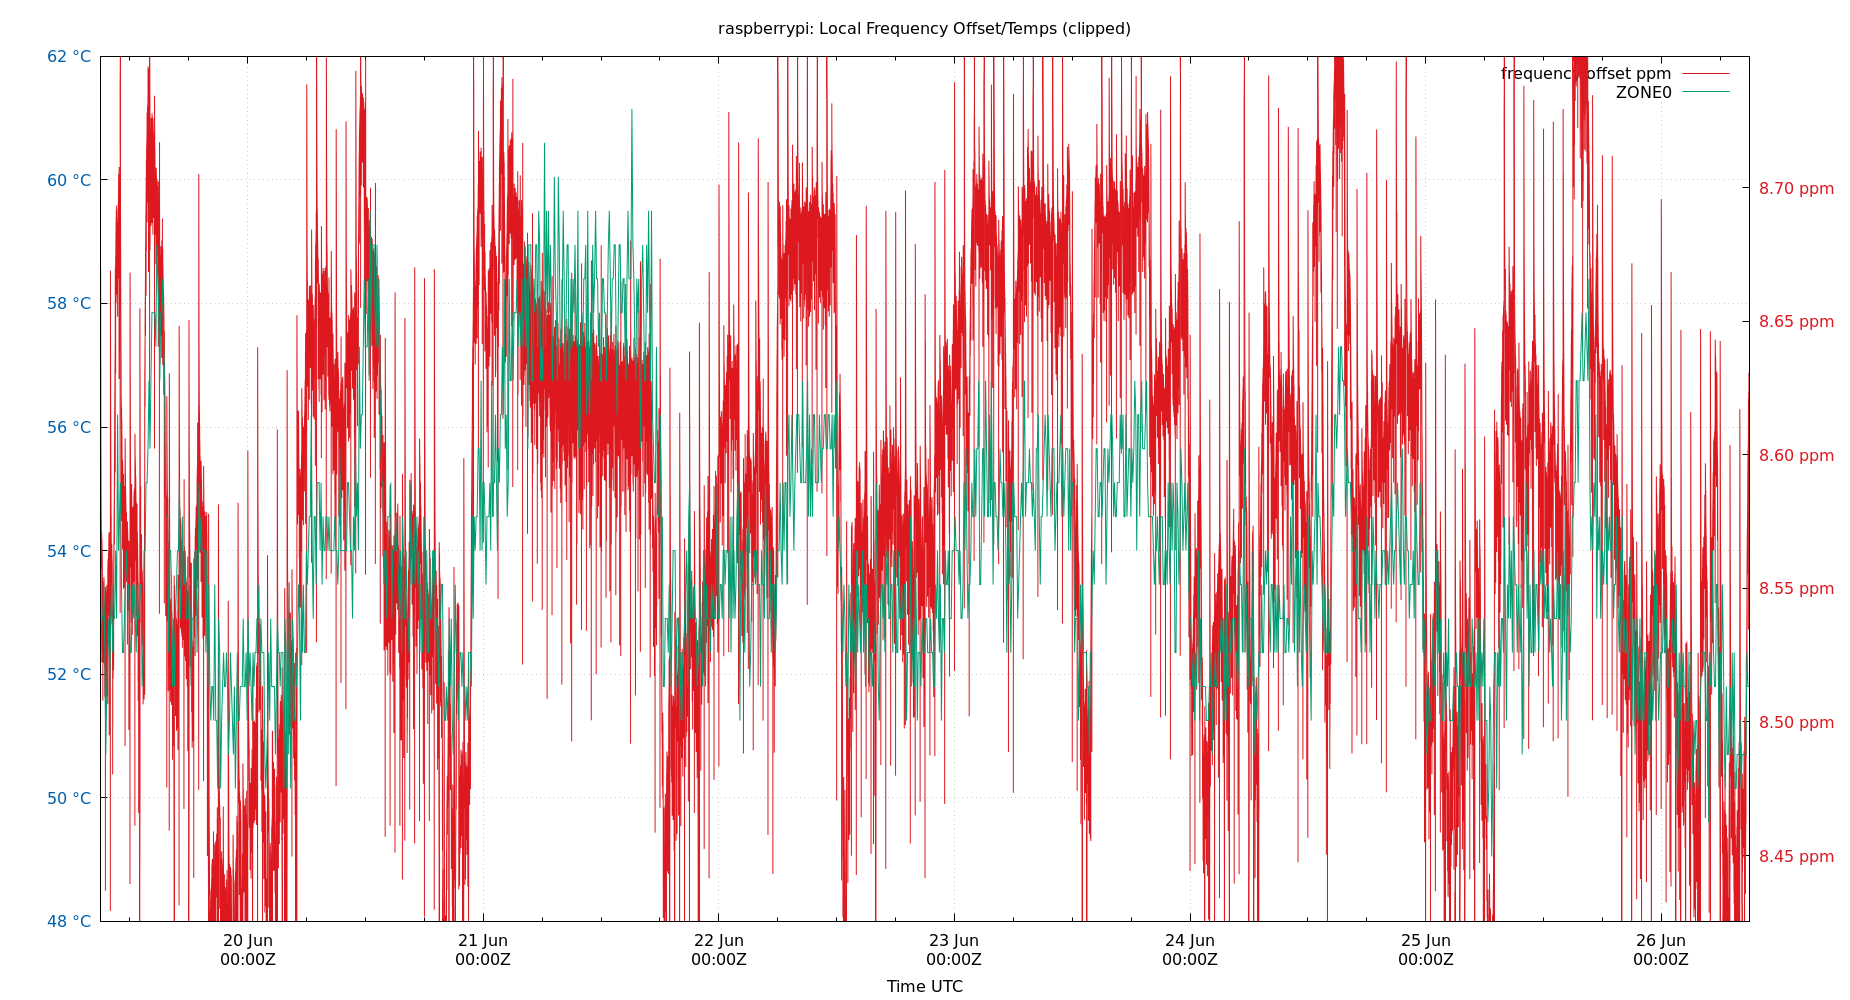 raspberrypi: Local Frequency Offset/Temps (clipped)
62 °C
60 °C
58 °C
56 °C
54 °C
52 °C
50 °C
48 °C
frequency offset ppm
ZONE0
8.70 ppm
8.65 ppm
8.60 ppm
8.55 ppm
8.50 ppm
8.45 ppm
20 Jun 21 Jun 22 Jun 23 Jun 24 Jun 25 Jun 26 Jun
00:00Z 00:00Z 00:00Z 00:00Z 00:00Z 00:00Z 00:00Z
Time UTC